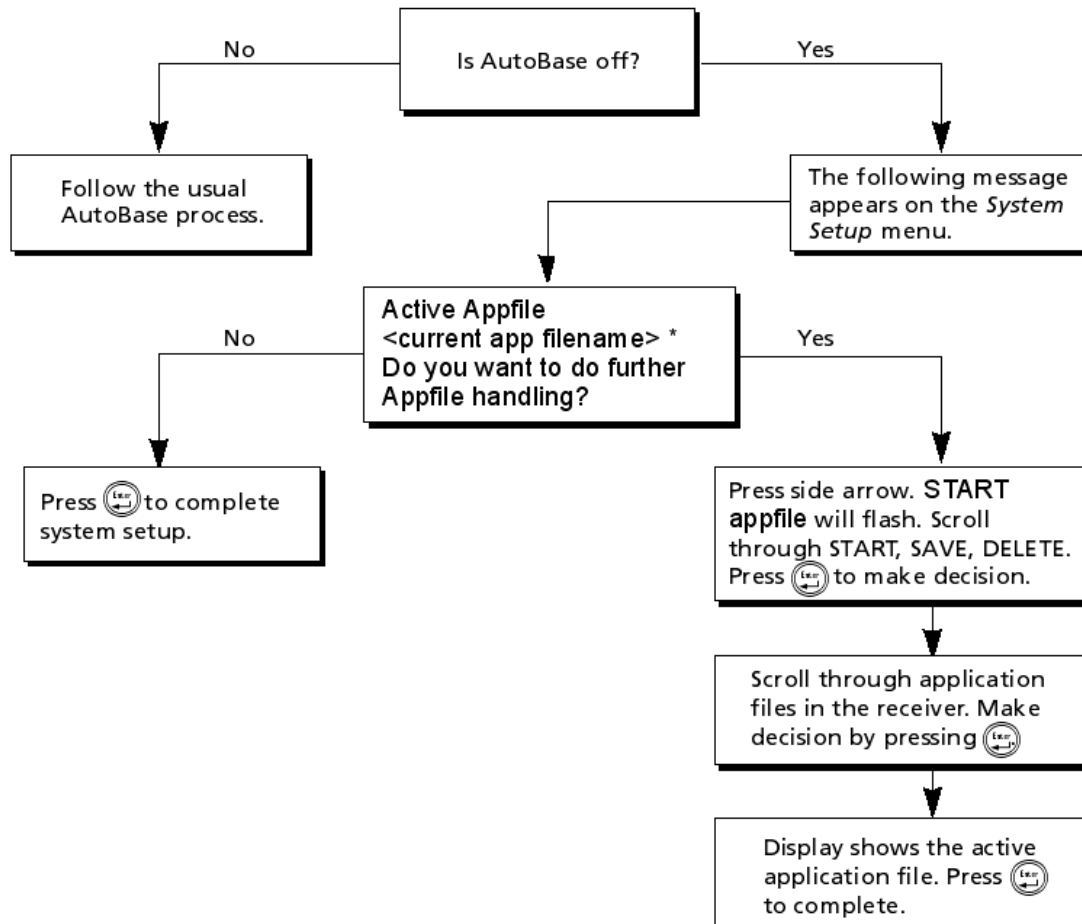 No
Is AutoBase off?
Yes
Follow the usual
AutoBase process.
The following message
appears on the System
Setup menu.
Active Appfile
<current app filename> *
Do you want to do further
Appfile handling?
No
Yes
Press Enter to complete
system setup.
Press side arrow. START
appfile will flash. Scroll
through START, SAVE, DELETE.
Press Enter to make decision.
Scroll through application
files in the receiver. Make
decision by pressing Enter.
Display shows the active
application file. Press Enter
to complete.